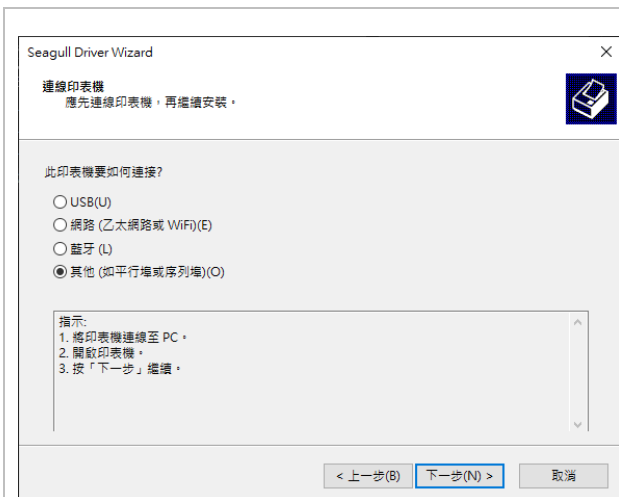 Seagull Driver Wizard
連線印表機
應先連線印表機，再繼續安裝。
此印表機要如何連接?
USB(U)
網路 (乙太網路或 WiFi)(E)
藍牙 (L)
其他 (如平行埠或序列埠)(O)
指示:
1. 將印表機連線至 PC。
2. 開啟印表機。
3. 按「下一步」繼續。
< 上一步(B) 下一步(N) > 取消